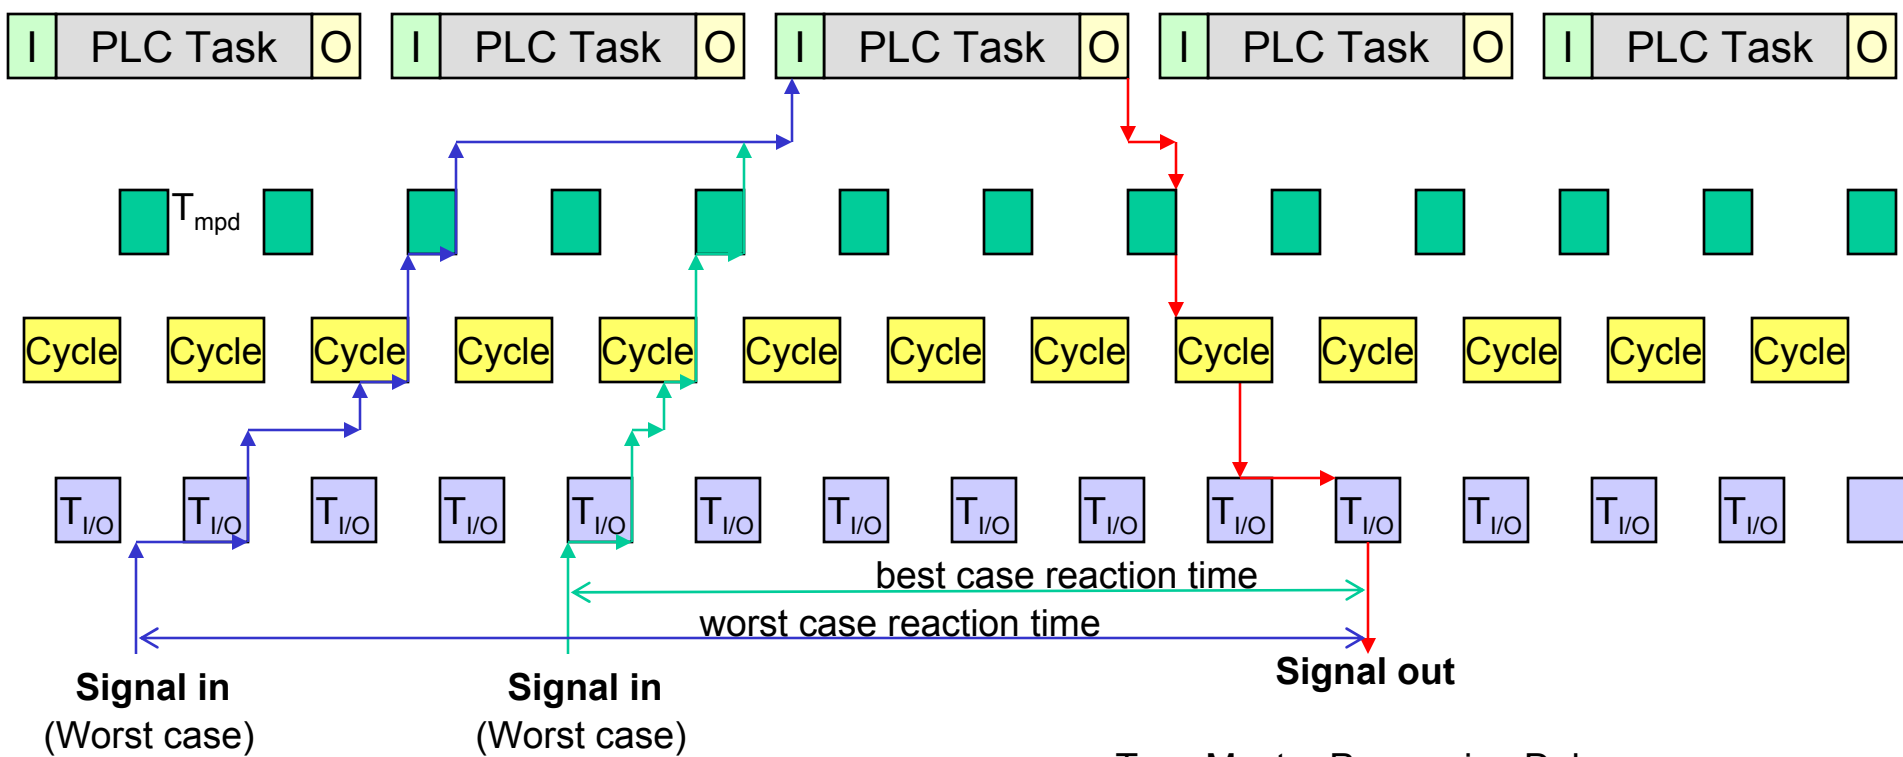 I PLC Task O I PLC Task O I PLC Task O I PLC Task O I PLC Task O
Tmpd
Cycle Cycle Cycle Cycle Cycle Cycle Cycle Cycle Cycle Cycle Cycle Cycle Cycle
TI/O TI/O TI/O TI/O TI/O TI/O TI/O TI/O TI/O TI/O TI/O TI/O TI/O TI/O
best case reaction time
worst case reaction time
Signal in Signal in Signal out
(Worst case) (Worst case)